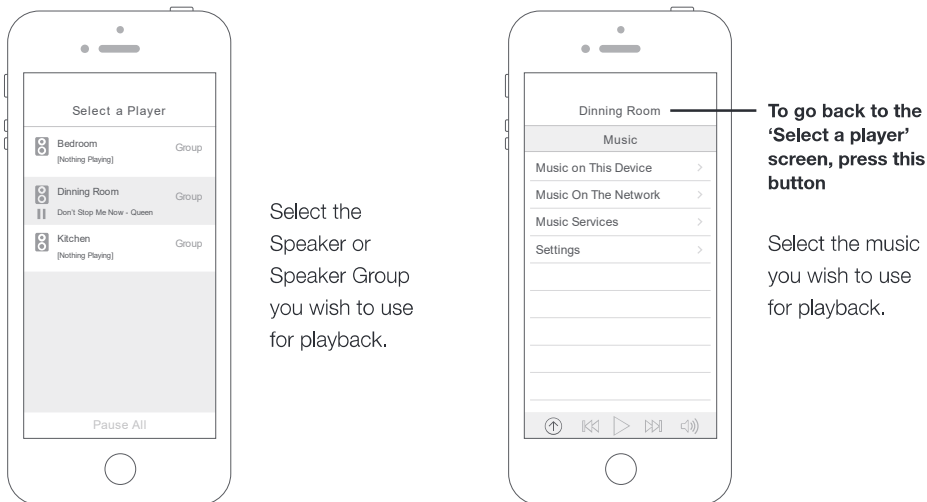 Select a Player
Bedroom
Group
[Nothing Playing]
Dinning Room
Group
Don't Stop Me Now - Queen
Kitchen
Group
[Nothing Playing]
Pause All
Select the
Speaker or
Speaker Group
you wish to use
for playback.
Dinning Room
Music
Music on This Device
Music On The Network
Music Services
Settings
To go back to the
‘Select a player’
screen, press this
button
Select the music
you wish to use
for playback.